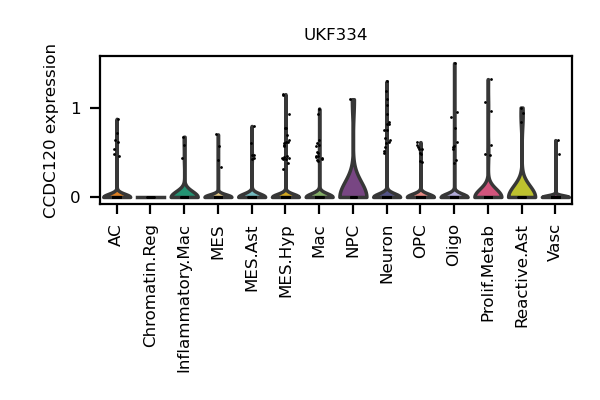 UKF334
CCDC120 expression
1
0
AC
Chromatin.Reg
Inflammatory.Mac
MES
MES.Ast
MES.Hyp
Mac
NPC
Neuron
OPC
Oligo
Prolif.Metab
Reactive.Ast
Vasc